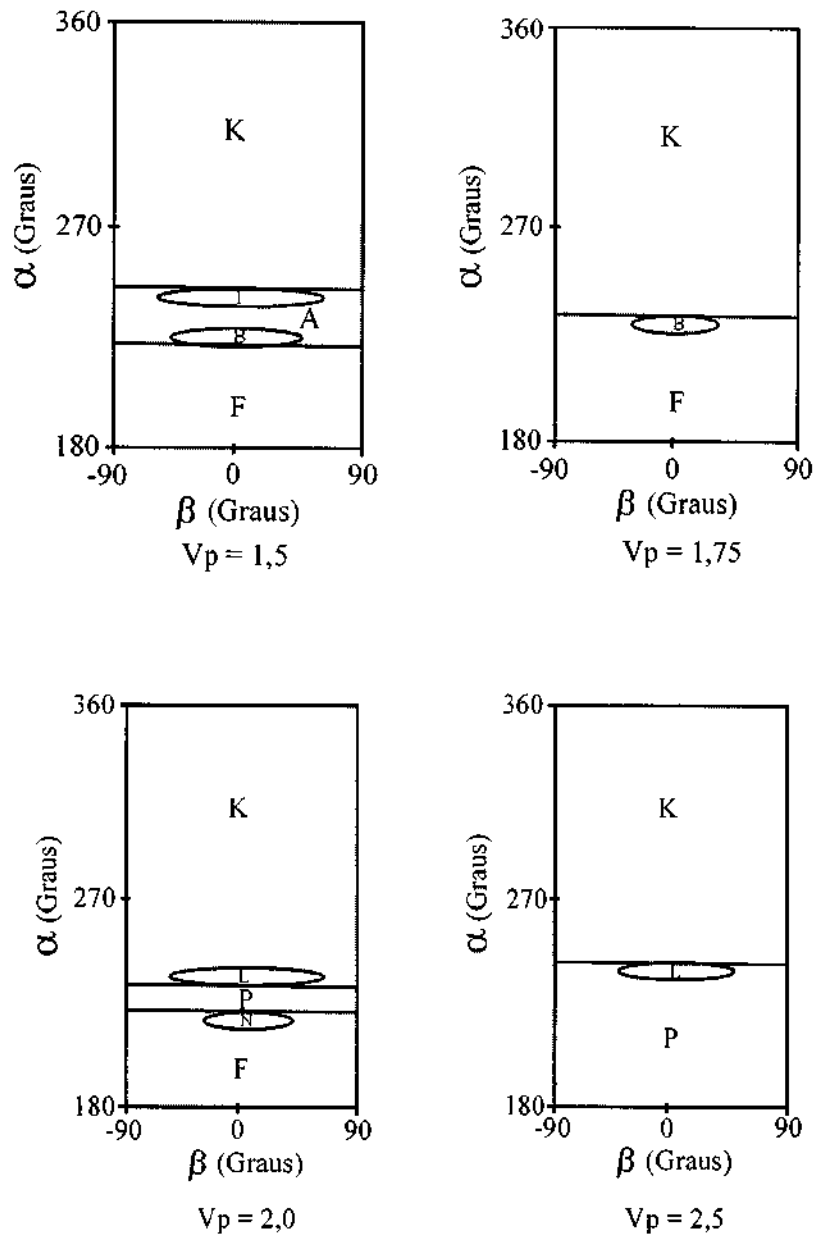 360
K
α (Graus)
270
I
A
B
F
180
-90 0 90
β (Graus)
Vp = 1,5
360
K
α (Graus)
270
B
F
180
-90 0 90
β (Graus)
Vp = 1,75
360
K
α (Graus)
270
L
P
N
F
180
-90 0 90
β (Graus)
Vp = 2,0
360
K
α (Graus)
270
L
P
180
-90 0 90
β (Graus)
Vp = 2,5